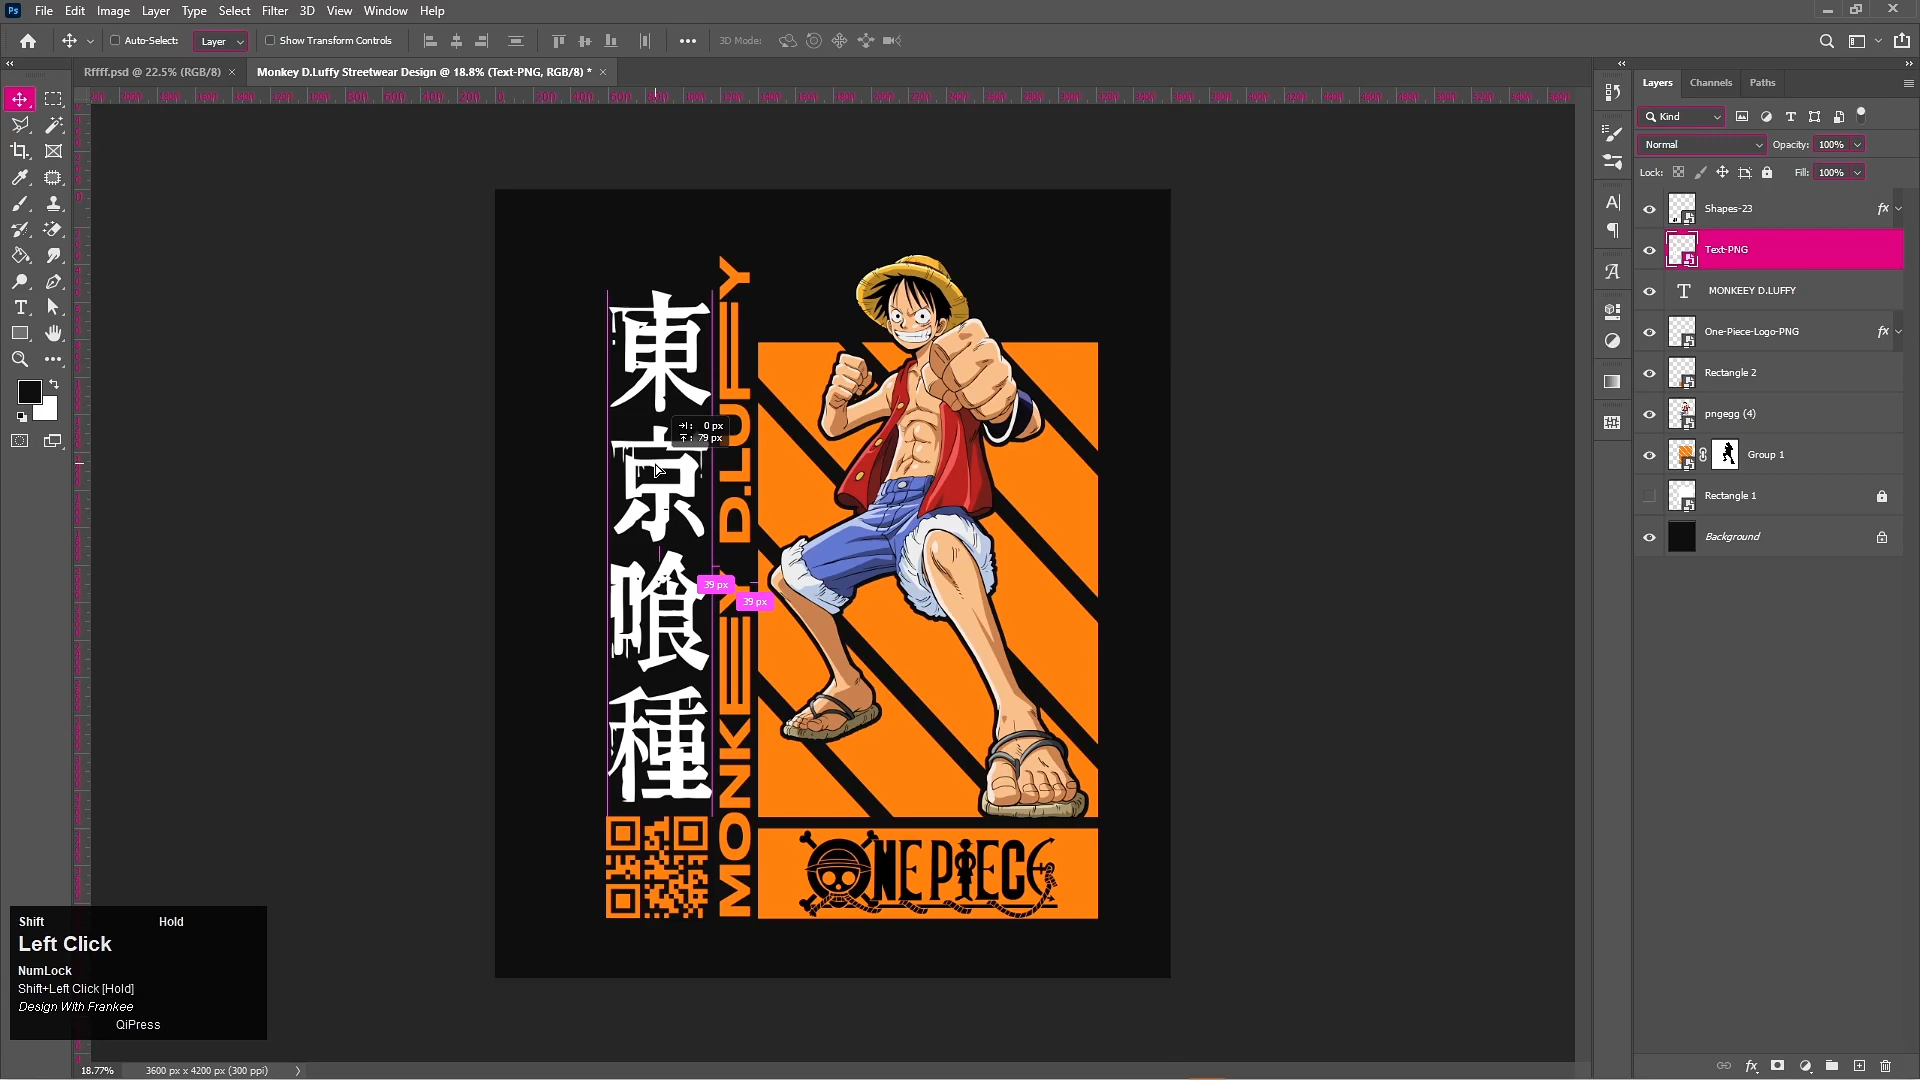 Ps File Edit Image Layer Type Select Filter 3D View Window Help
Auto-Select: Layer Show Transform Controls 3D Mode:
Rffff.psd @ 22.5% (RGB/8) × Monkey D.Luffy Streetwear Design @ 18.8% (Text-PNG, RGB/8) * ×
Layers Channels Paths
Kind
Normal Opacity: 100%
Lock: Fill: 100%
Shapes-23 fx
Text-PNG
MONKEEY D.LUFFY
One-Piece-Logo-PNG fx
Rectangle 2
pngegg (4)
Group 1
Rectangle 1
Background
東京喰種
MONKEEY D.LUFFY
0 px
79 px
39 px
39 px
ONE PIECE
Shift Hold
Left Click
NumLock
Shift+Left Click [Hold]
Design With Frankee
QiPress
18.77% 3600 px x 4200 px (300 ppi)